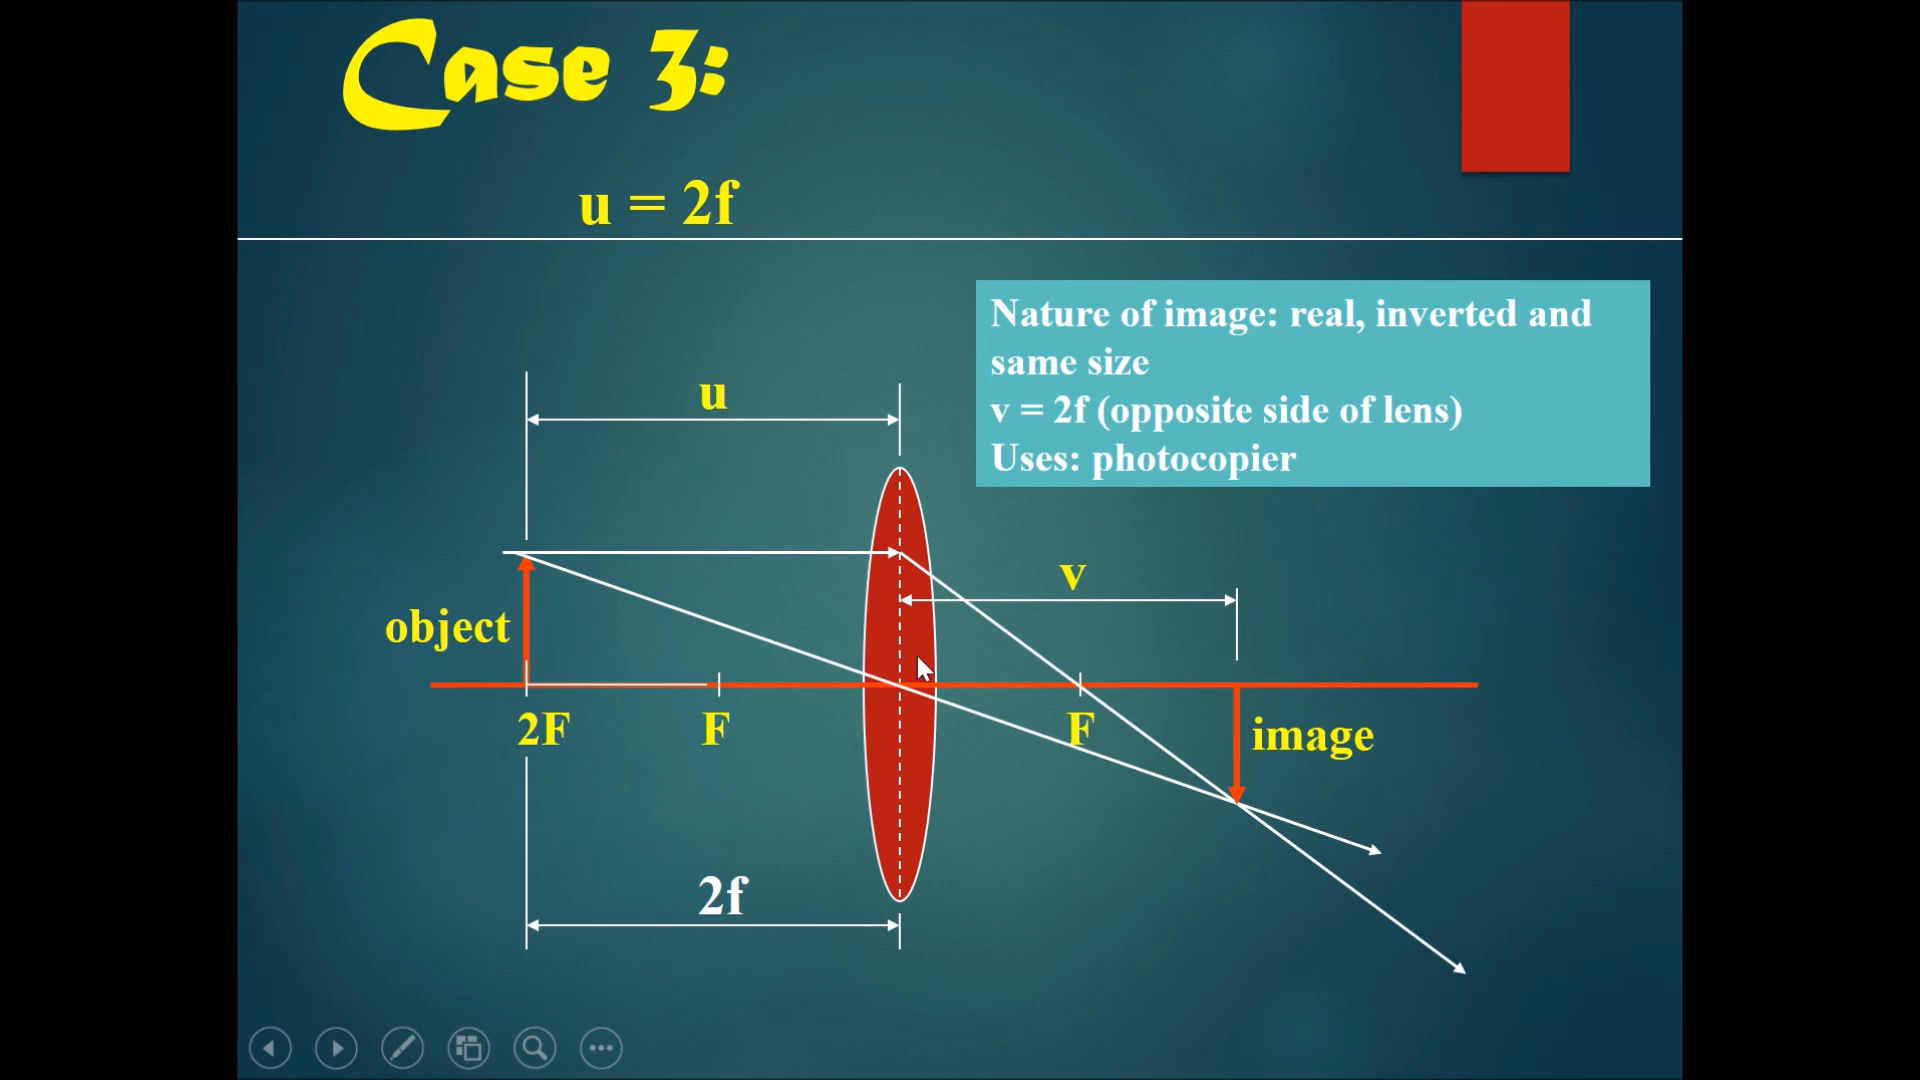 Case 3:
u = 2f
Nature of image: real, inverted and
same size
v = 2f (opposite side of lens)
Uses: photocopier
u
v
object
2F
F
F
image
2f